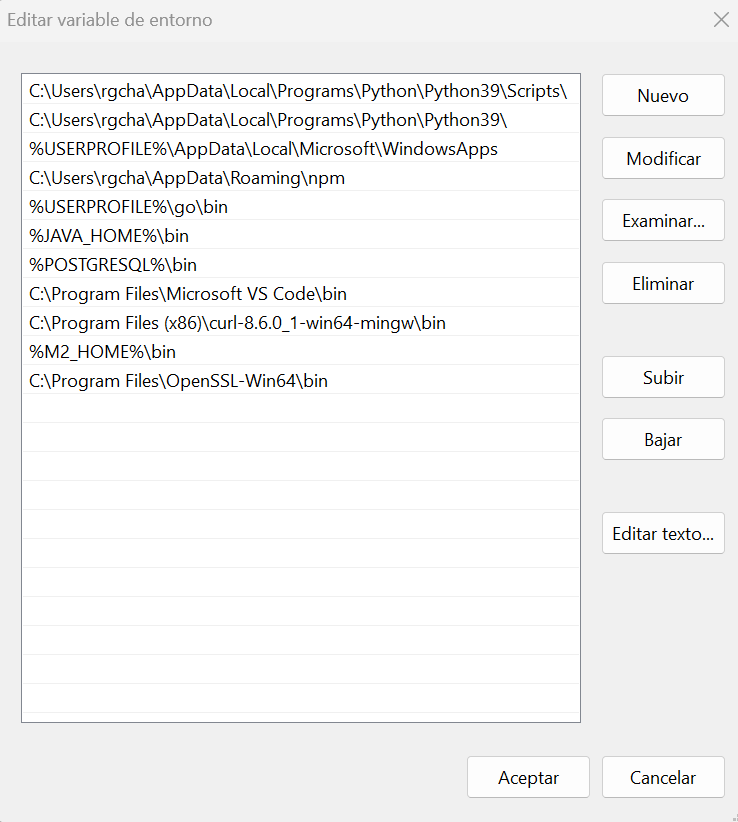 Editar variable de entorno
C:\Users\rgcha\AppData\Local\Programs\Python\Python39\Scripts\
C:\Users\rgcha\AppData\Local\Programs\Python\Python39\
%USERPROFILE%\AppData\Local\Microsoft\WindowsApps
C:\Users\rgcha\AppData\Roaming\npm
%USERPROFILE%\go\bin
%JAVA_HOME%\bin
%POSTGRESQL%\bin
C:\Program Files\Microsoft VS Code\bin
C:\Program Files (x86)\curl-8.6.0_1-win64-mingw\bin
%M2_HOME%\bin
C:\Program Files\OpenSSL-Win64\bin
Nuevo
Modificar
Examinar...
Eliminar
Subir
Bajar
Editar texto...
Aceptar
Cancelar